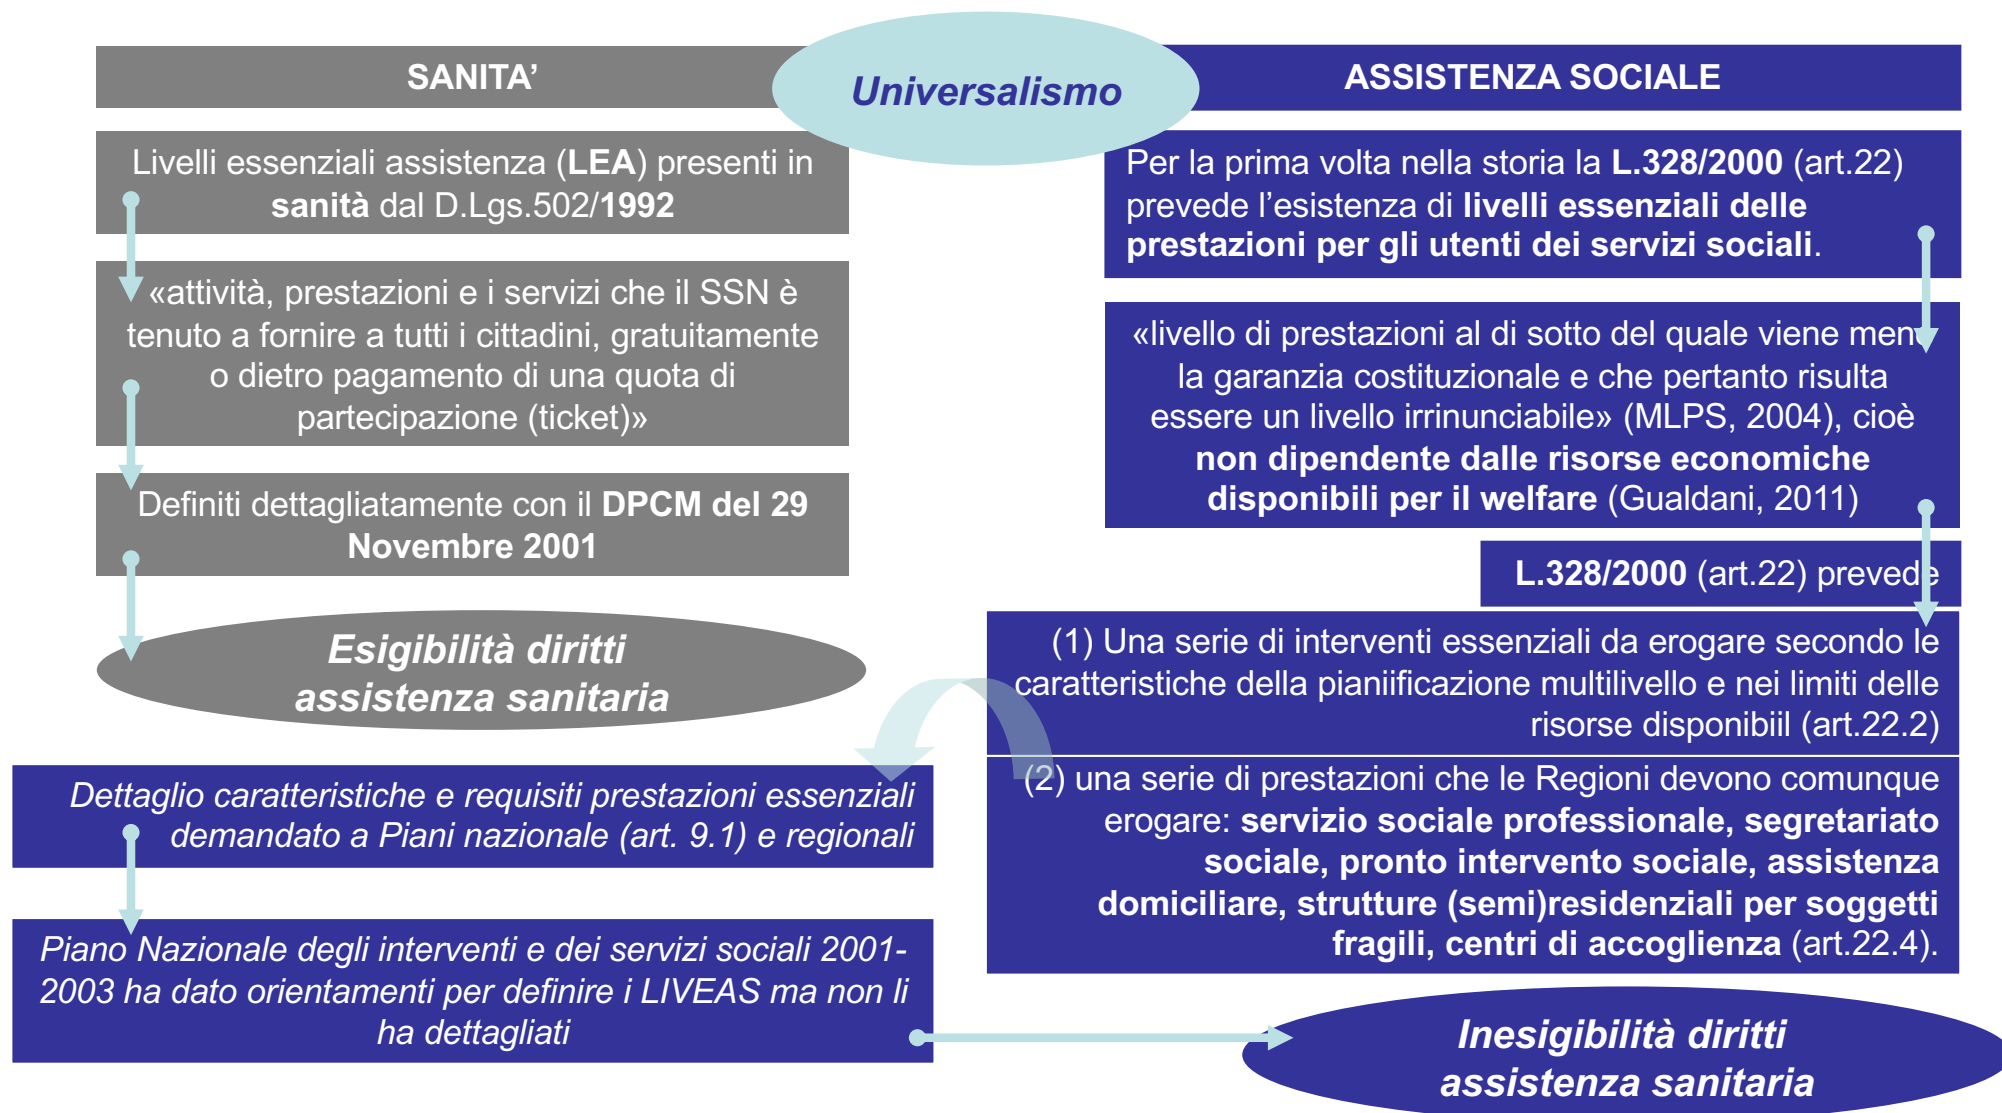 SANITA’
Universalismo
ASSISTENZA SOCIALE
Livelli essenziali assistenza (LEA) presenti in
sanità dal D.Lgs.502/1992
«attività, prestazioni e i servizi che il SSN è
tenuto a fornire a tutti i cittadini, gratuitamente
o dietro pagamento di una quota di
partecipazione (ticket)»
Definiti dettagliatamente con il DPCM del 29
Novembre 2001
Esigibilità diritti
assistenza sanitaria
Per la prima volta nella storia la L.328/2000 (art.22)
prevede l’esistenza di livelli essenziali delle
prestazioni per gli utenti dei servizi sociali.
«livello di prestazioni al di sotto del quale viene meno
la garanzia costituzionale e che pertanto risulta
essere un livello irrinunciabile» (MLPS, 2004), cioè
non dipendente dalle risorse economiche
disponibili per il welfare (Gualdani, 2011)
L.328/2000 (art.22) prevede
(1) Una serie di interventi essenziali da erogare secondo le
caratteristiche della pianiificazione multilivello e nei limiti delle
risorse disponibiil (art.22.2)
(2) una serie di prestazioni che le Regioni devono comunque
erogare: servizio sociale professionale, segretariato
sociale, pronto intervento sociale, assistenza
domiciliare, strutture (semi)residenziali per soggetti
fragili, centri di accoglienza (art.22.4).
Dettaglio caratteristiche e requisiti prestazioni essenziali
demandato a Piani nazionale (art. 9.1) e regionali
Piano Nazionale degli interventi e dei servizi sociali 2001-
2003 ha dato orientamenti per definire i LIVEAS ma non li
ha dettagliati
Inesigibilità diritti
assistenza sanitaria